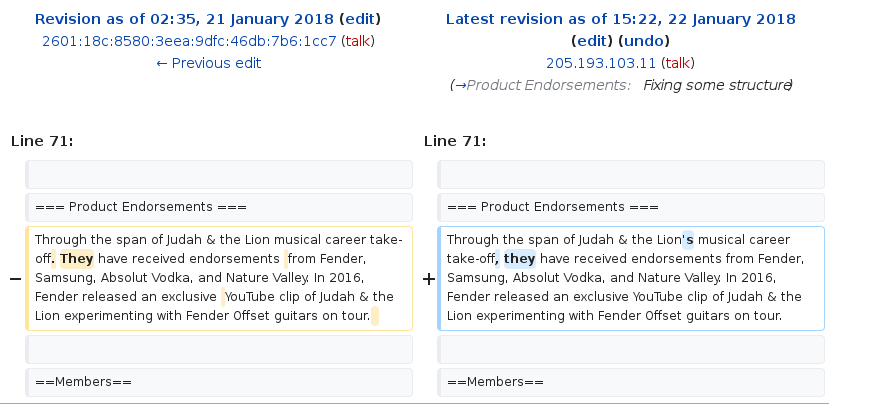 Revision as of 02:35, 21 January 2018 (edit)
2601:18c:8580:3eea:9dfc:46db:7b6:1cc7 (talk)
← Previous edit
Latest revision as of 15:22, 22 January 2018
(edit) (undo)
205.193.103.11 (talk)
(→Product Endorsements: Fixing some structure)
Line 71:
Line 71:
=== Product Endorsements ===
=== Product Endorsements ===
−
Through the span of Judah & the Lion musical career take-
off. They have received endorsements from Fender,
Samsung, Absolut Vodka, and Nature Valley. In 2016,
Fender released an exclusive YouTube clip of Judah & the
Lion experimenting with Fender Offset guitars on tour.
+
Through the span of Judah & the Lion's musical career
take-off, they have received endorsements from Fender,
Samsung, Absolut Vodka, and Nature Valley. In 2016,
Fender released an exclusive YouTube clip of Judah & the
Lion experimenting with Fender Offset guitars on tour.
==Members==
==Members==